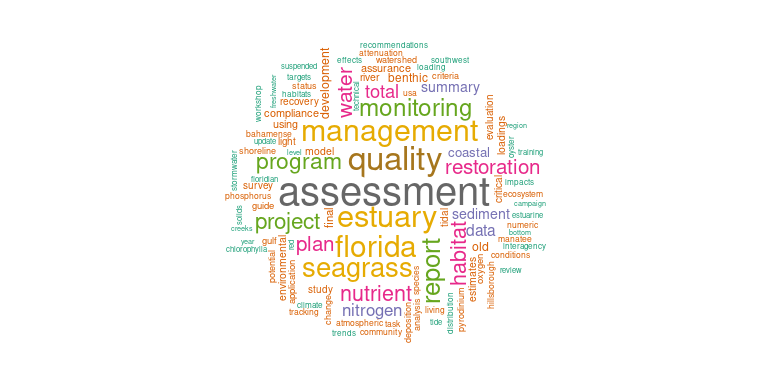 recommendations
attenuation
effects
watershed
southwest
suspended
assurance
loading
targets
river
benthic
criteria
status
development
water
technical
total
usa
summary
freshwater
habitats
workshop
recovery
monitoring
compliance
evaluation
using
management
region
bahamense
update
light
loadings
oyster
shoreline
level
model
quality
coastal
training
stormwater
program
restoration
floridian
impacts
survey
assessment
critical
ecosystem
phosphorus
campaign
guide
solids
final
estuary
tidal
sediment
estuarine
project
numeric
creeks
data
bottom
year
red
plan
florida
habitat
old
manatee
interagency
gulf
chlorophylla
environmental
report
conditions
potential
application
seagrass
species
estimates
oxygen
review
hillsborough
study
nutrient
climate
change
nitrogen
analysis
living
distribution
pyrodinium
tracking
atmospheric
task
deposition
tide
trends
community